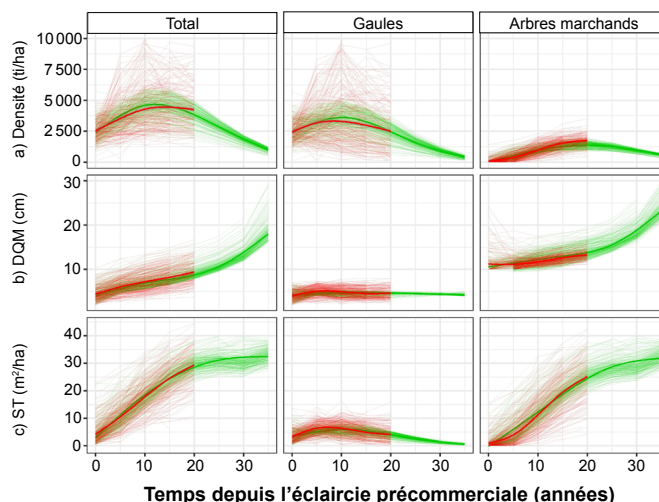 Total Gaules Arbres marchands
a) Densité (ti/ha)
10 000
7 500
5 000
2 500
0
b) DQM (cm)
30
20
10
c) ST (m²/ha)
40
30
20
10
0
0 10 20 30 0 10 20 30 0 10 20 30
Temps depuis l'éclaircie précommerciale (années)